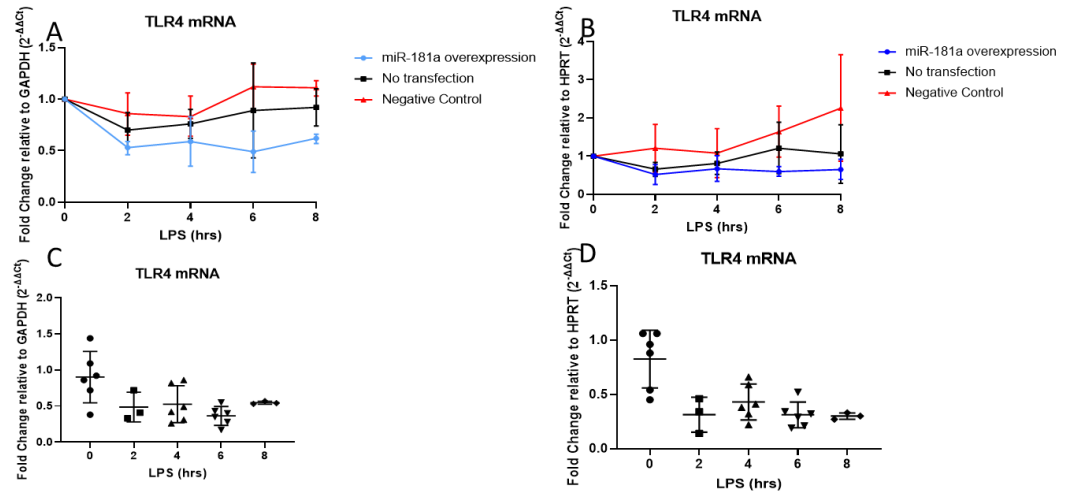 A
TLR4 mRNA
Fold Change relative to GAPDH (2^-ΔΔCt)
1.5
1.0
0.5
0.0
0 2 4 6 8
LPS (hrs)
miR-181a overexpression
No transfection
Negative Control
B
TLR4 mRNA
Fold Change relative to HPRT (2^-ΔΔCt)
4
3
2
1
0
0 2 4 6 8
LPS (hrs)
miR-181a overexpression
No transfection
Negative Control
C
TLR4 mRNA
Fold Change relative to GAPDH (2^-ΔΔCt)
2.0
1.5
1.0
0.5
0.0
0 2 4 6 8
LPS (hrs)
D
TLR4 mRNA
Fold Change relative to HPRT (2^-ΔΔCt)
1.5
1.0
0.5
0.0
0 2 4 6 8
LPS (hrs)